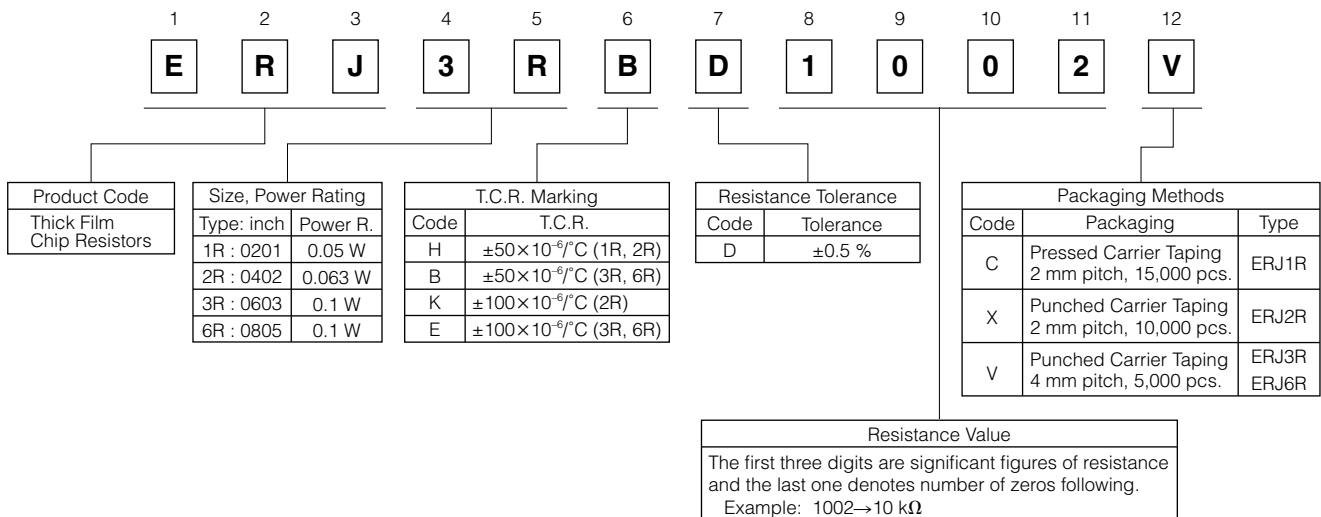 1 2 3 4 5 6 7 8 9 10 11 12
E R J 3 R B D 1 0 0 2 V
Product Code
Thick Film
Chip Resistors
Size, Power Rating
Type: inch Power R.
1R : 0201 0.05 W
2R : 0402 0.063 W
3R : 0603 0.1 W
6R : 0805 0.1 W
T.C.R. Marking
Code T.C.R.
H ±50×10⁻⁶/°C (1R, 2R)
B ±50×10⁻⁶/°C (3R, 6R)
K ±100×10⁻⁶/°C (2R)
E ±100×10⁻⁶/°C (3R, 6R)
Resistance Tolerance
Code Tolerance
D ±0.5 %
Packaging Methods
Code Packaging Type
C Pressed Carrier Taping
2 mm pitch, 15,000 pcs. ERJ1R
X Punched Carrier Taping
2 mm pitch, 10,000 pcs. ERJ2R
V Punched Carrier Taping
4 mm pitch, 5,000 pcs. ERJ3R
ERJ6R
Resistance Value
The first three digits are significant figures of resistance
and the last one denotes number of zeros following.
Example: 1002→10 kΩ